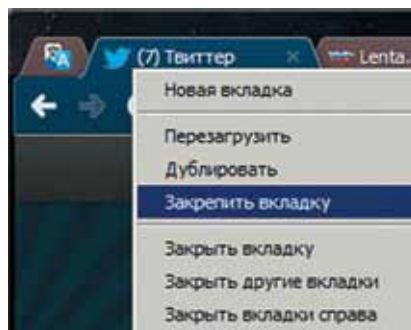 (7) Твиттер
Lenta.
Новая вкладка
Перезагрузить
Дублировать
Закрепить вкладку
Закрыть вкладку
Закрыть другие вкладки
Закрыть вкладки справа